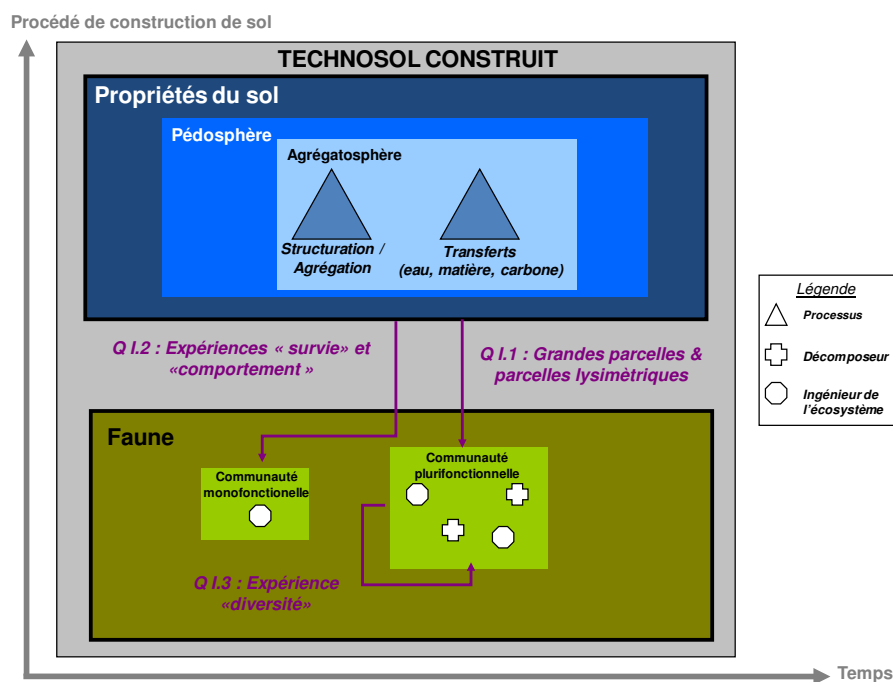 Procédé de construction de sol
TECHNOSOL CONSTRUIT
Propriétés du sol
Pédosphère
Agrégatosphère
Structuration /
Agrégation
Transferts
(eau, matière, carbone)
Q I.2 : Expériences « survie» et
«comportement »
Q I.1 : Grandes parcelles &
parcelles lysimètriques
Faune
Communauté
monofonctionelle
Communauté
plurifonctionnelle
Q I.3 : Expérience
«diversité»
Légende
Processus
Décomposeur
Ingénieur de
l'écosystème
Temps